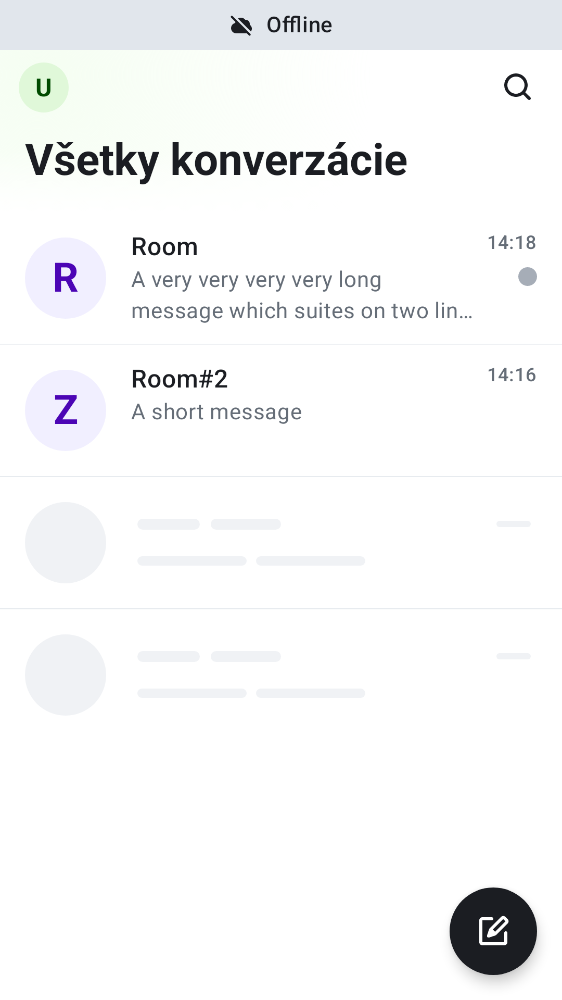 Offline
U
Všetky konverzácie
R
Room
14:18
A very very very very long
message which suites on two lin…
Z
Room#2
14:16
A short message